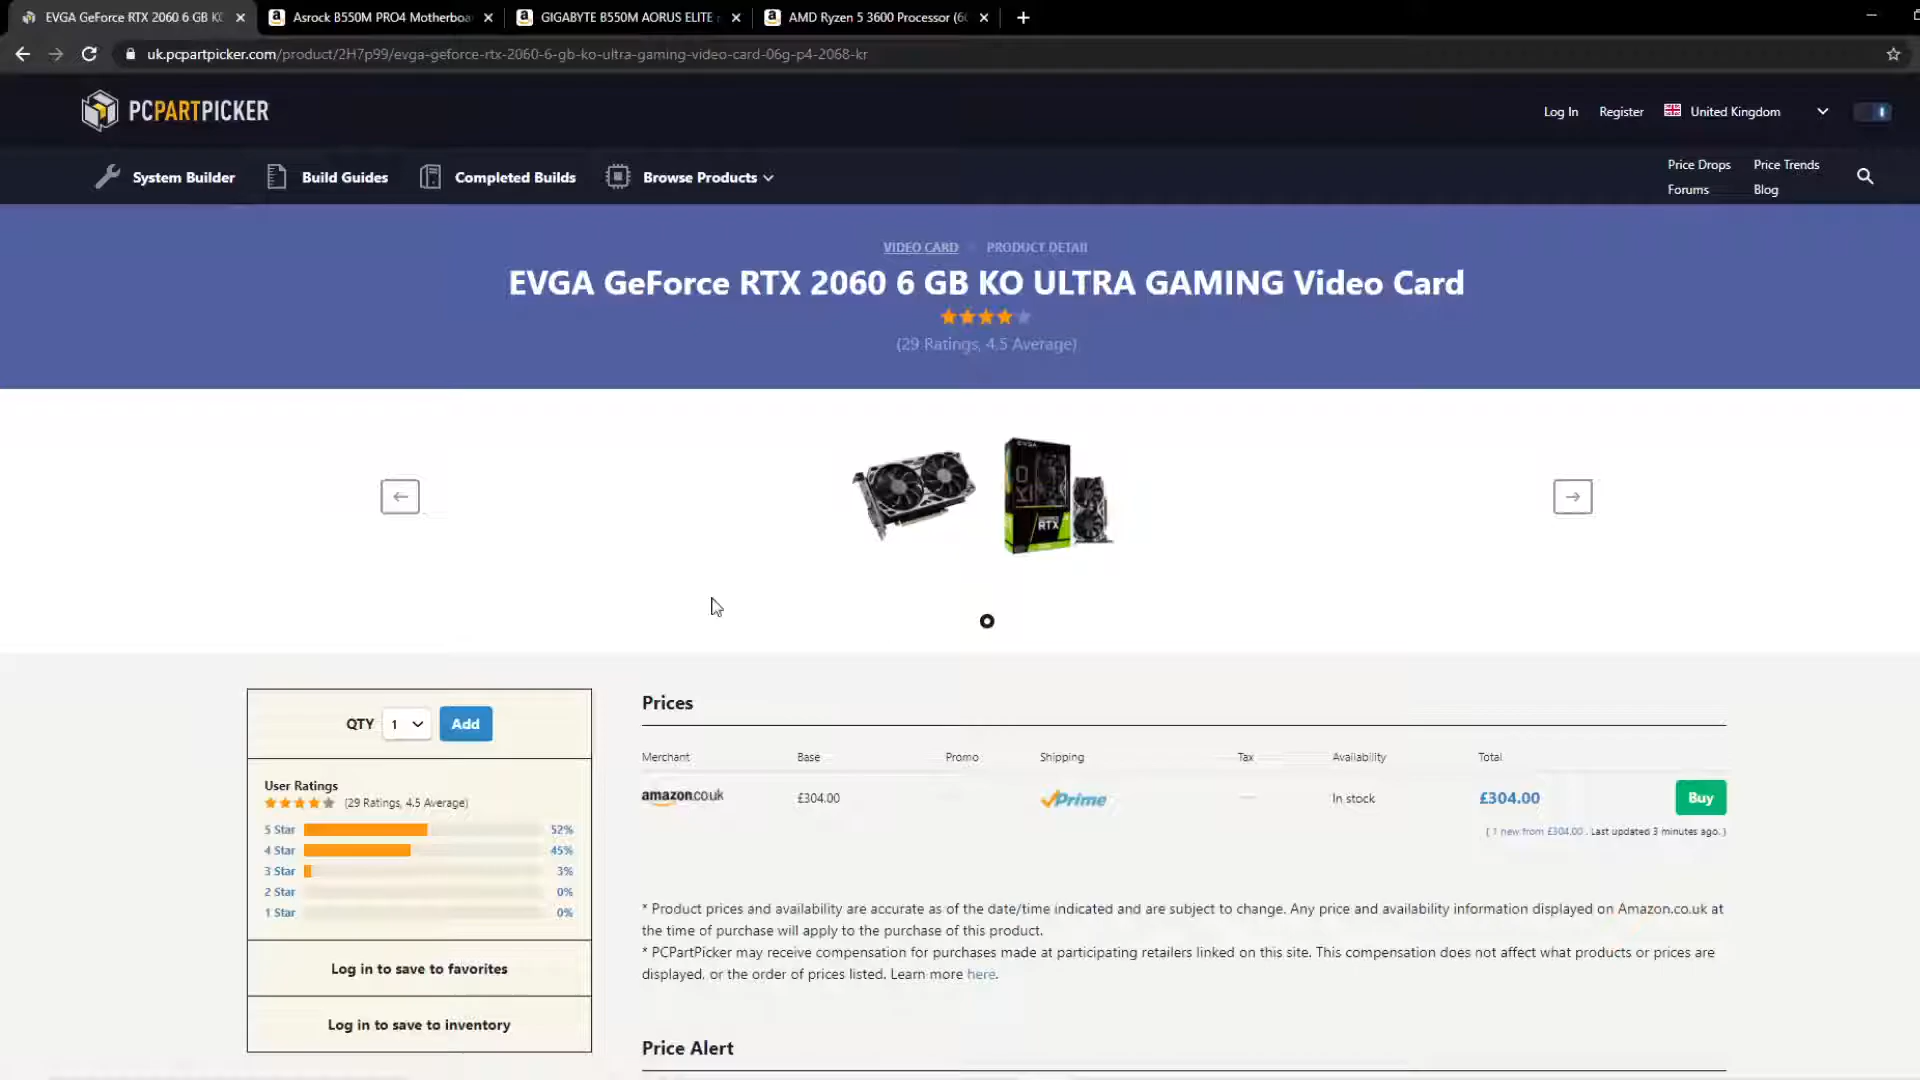 EVGA GeForce RTX 2060 6 GB KO
Asrock B550M PRO4 Motherboa
GIGABYTE B550M AORUS ELITE
AMD Ryzen 5 3600 Processor (6
uk.pcpartpicker.com/product/2H7p99/evga-geforce-rtx-2060-6-gb-ko-ultra-gaming-video-card-06g-p4-2068-kr
PCPARTPICKER
Log In
Register
United Kingdom
System Builder
Build Guides
Completed Builds
Browse Products
Price Drops
Price Trends
Forums
Blog
VIDEO CARD
PRODUCT DETAIL
EVGA GeForce RTX 2060 6 GB KO ULTRA GAMING Video Card
(29 Ratings, 4.5 Average)
EVGA
KO
RTX
QTY 1 Add
User Ratings
(29 Ratings, 4.5 Average)
5 Star 52%
4 Star 45%
3 Star 3%
2 Star 0%
1 Star 0%
Log in to save to favorites
Log in to save to inventory
Prices
Merchant Base Promo Shipping Tax Availability Total
amazon.co.uk £304.00 Prime In stock £304.00 Buy
( 1 new from £304.00 . Last updated 3 minutes ago. )
* Product prices and availability are accurate as of the date/time indicated and are subject to change. Any price and availability information displayed on Amazon.co.uk at
the time of purchase will apply to the purchase of this product.
* PCPartPicker may receive compensation for purchases made at participating retailers linked on this site. This compensation does not affect what products or prices are
displayed, or the order of prices listed. Learn more here.
Price Alert